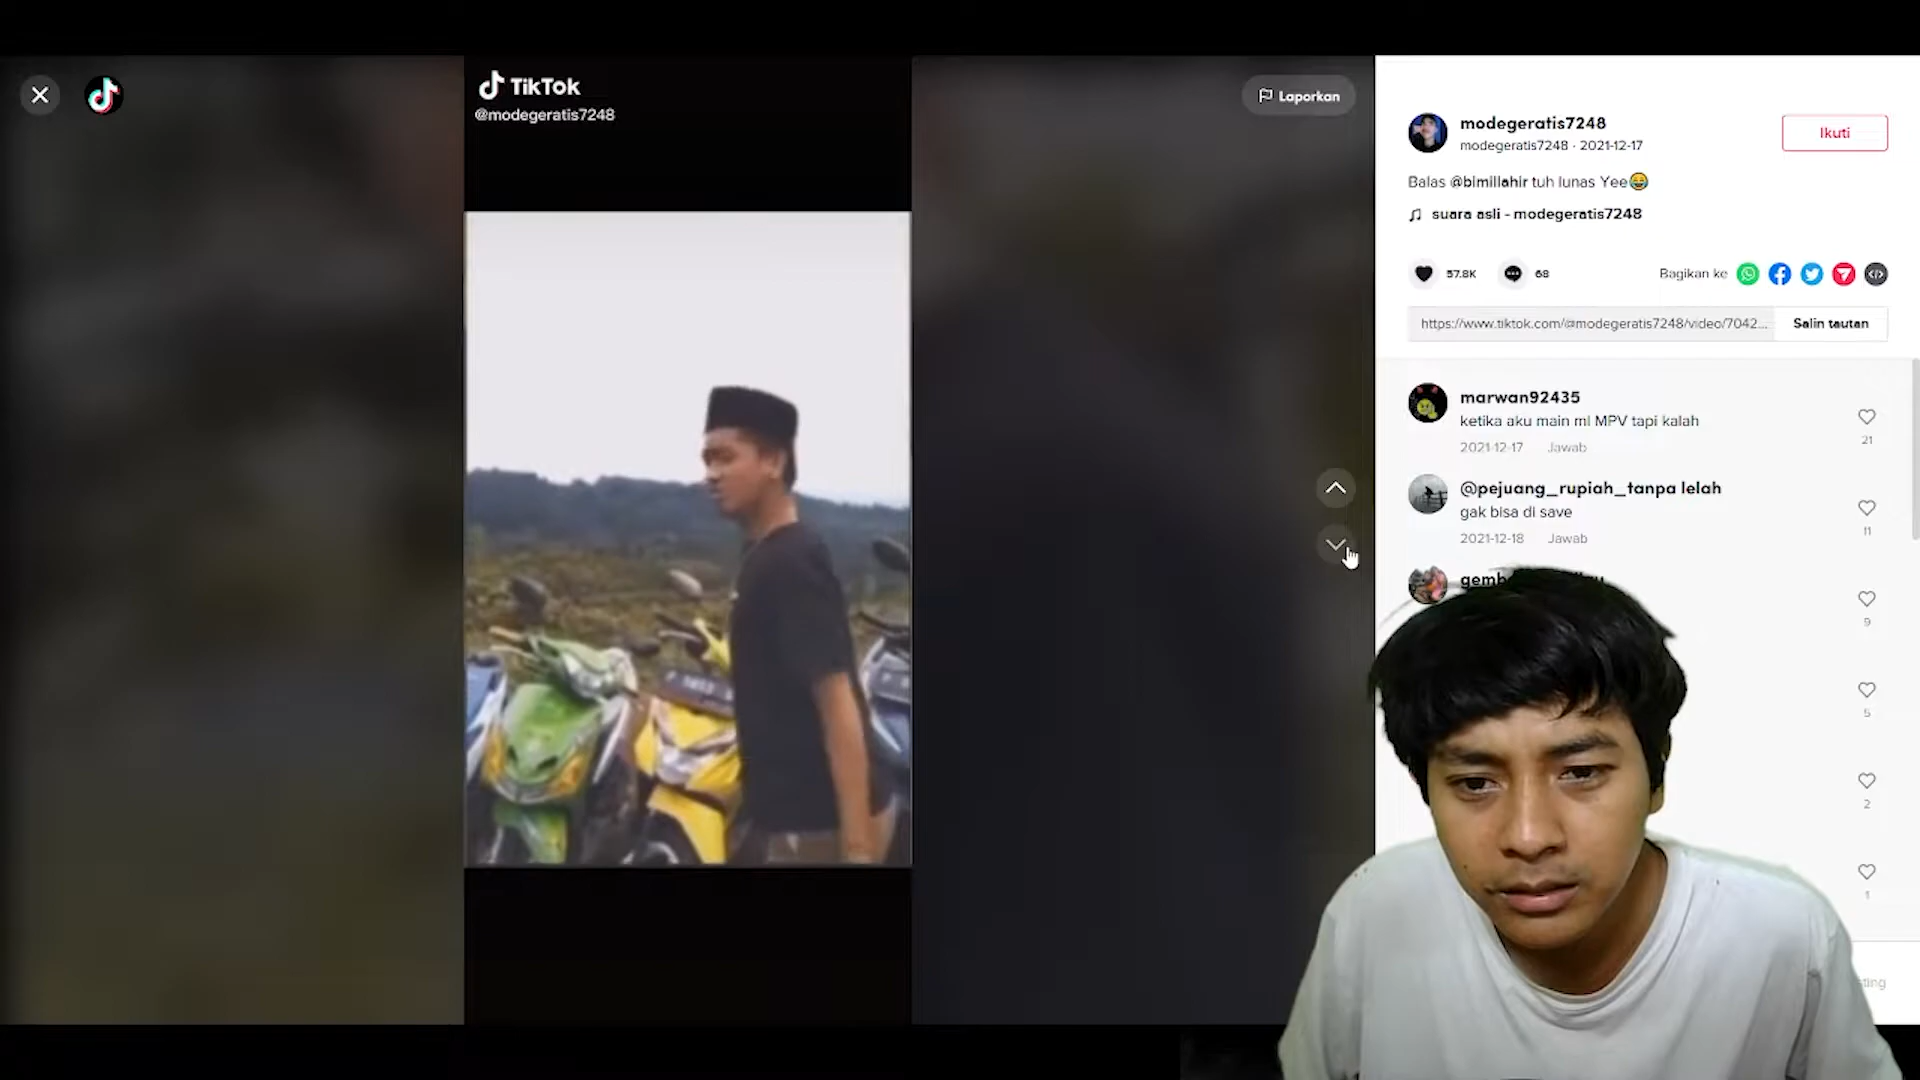 TikTok
@modegeratis7248
Laporkan
modegeratis7248
modegeratis7248 · 2021-12-17
Ikuti
Balas @bimillahir tuh lunas Yee😂
suara asli - modegeratis7248
57.8K
68
Bagikan ke
https://www.tiktok.com/@modegeratis7248/video/7042...
Salin tautan
marwan92435
ketika aku main ml MPV tapi kalah
2021-12-17 Jawab
21
@pejuang_rupiah_tanpa lelah
gak bisa di save
2021-12-18 Jawab
11
9
5
2
1